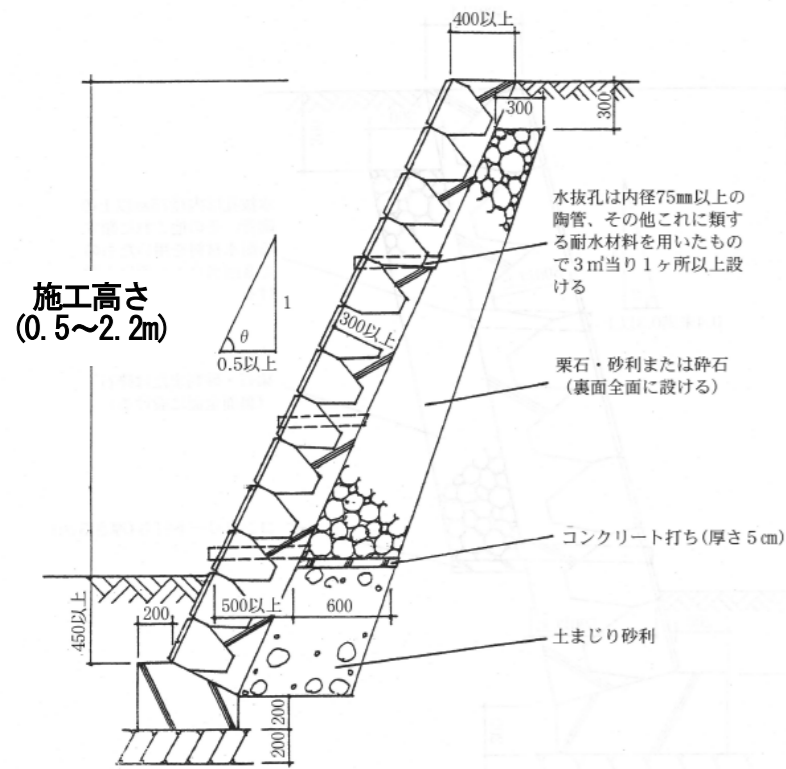 400以上
300
300
水抜孔は内径75㎜以上の
陶管、その他これに類す
る耐水材料を用いたもの
で3㎡当り1ヶ所以上設
ける
施工高さ
(0.5～2.2m)
1
θ
0.5以上
300以上
栗石・砂利または砕石
(裏面全面に設ける)
コンクリート打ち(厚さ5㎝)
500以上
600
200
450以上
土まじり砂利
200
200